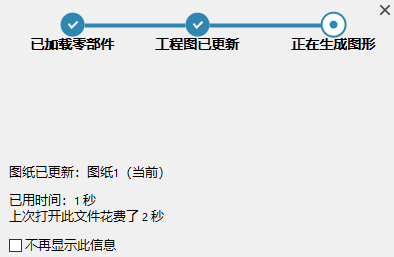 已加载零部件 工程图已更新 正在生成图形
图纸已更新：图纸1（当前）
已用时间：1 秒
上次打开此文件花费了 2 秒
不再显示此信息